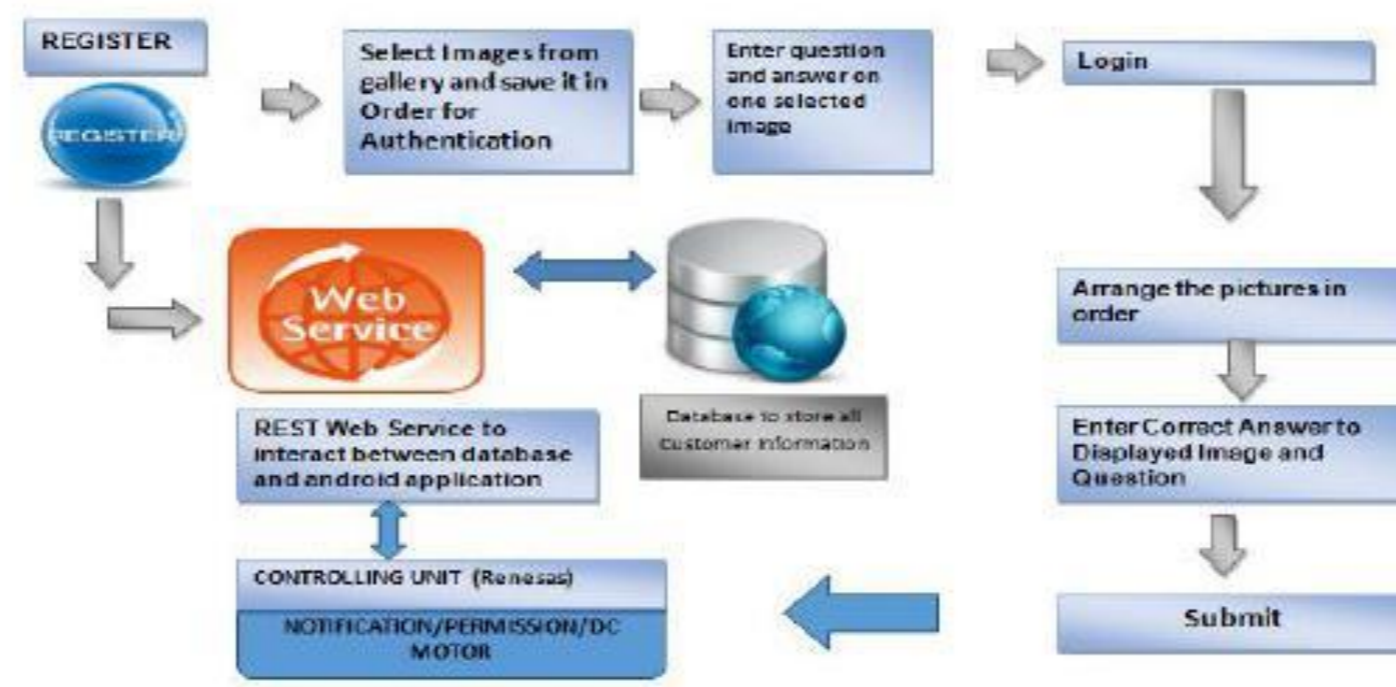 REGISTER
REGISTER
Select Images from
gallery and save it in
Order for
Authentication
Enter question
and answer on
one selected
image
Login
Web
Service
Arrange the pictures in
order
Database to store all
Customer Information
REST Web Service to
interact between database
and android application
Enter Correct Answer to
Displayed Image and
Question
CONTROLLING UNIT (Renesas)
NOTIFICATION/PERMISSION/DC
MOTOR
Submit